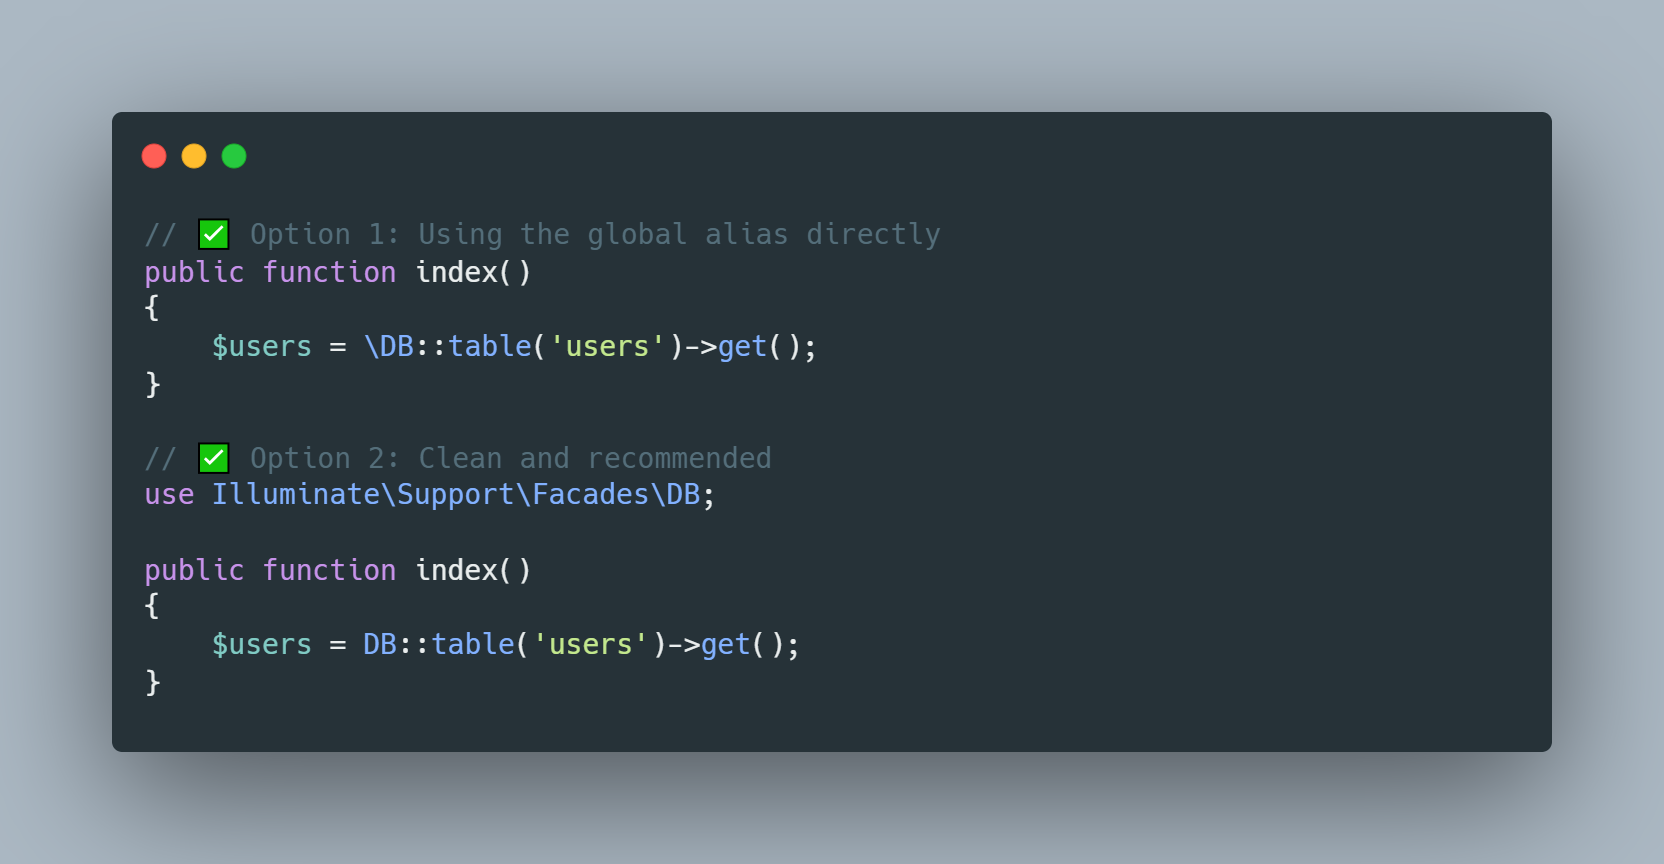 // ✅ Option 1: Using the global alias directly
public function index()
{
    $users = \DB::table('users')->get();
}
// ✅ Option 2: Clean and recommended
use Illuminate\Support\Facades\DB;
public function index()
{
    $users = DB::table('users')->get();
}